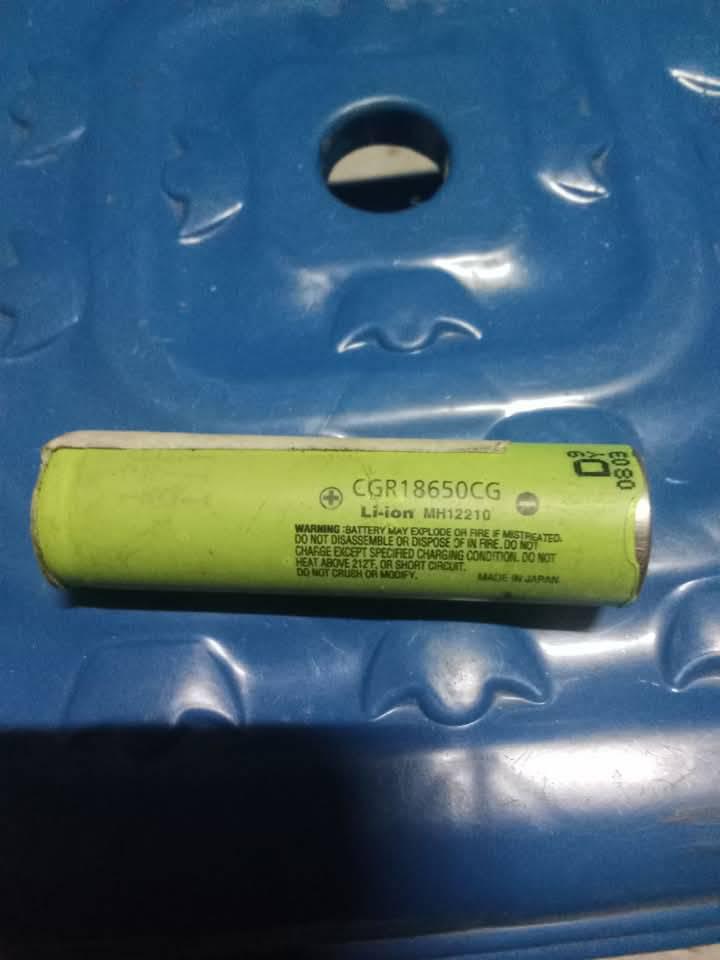 ⊕ CGR18650CG ⊖
Li-ion MH12210
WARNING :BATTERY MAY EXPLODE OR FIRE IF MISTREATED.
DO NOT DISASSEMBLE OR DISPOSE OF IN FIRE. DO NOT
CHARGE EXCEPT SPECIFIED CHARGING CONDITION. DO NOT
HEAT ABOVE 212°F, OR SHORT CIRCUIT.
DO NOT CRUSH OR MODIFY.
MADE IN JAPAN
9Y
D
0803